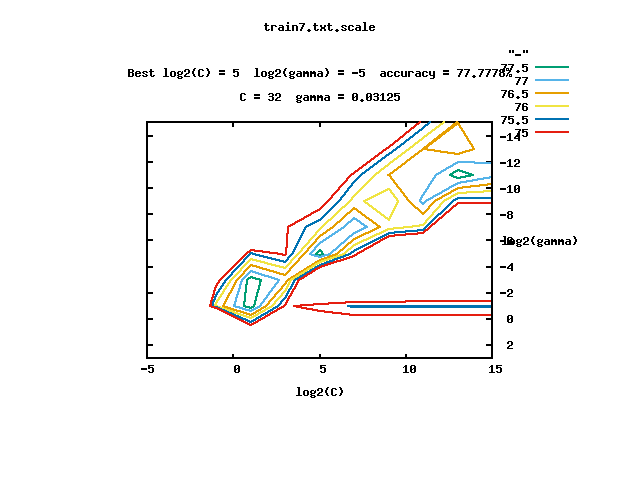 train7.txt.scale
"-"
Best log2(C) = 5  log2(gamma) = -5  accuracy = 77.7778%
77.5
77
C = 32  gamma = 0.03125
76.5
76
75.5
75
-14
-12
-10
-8
-6
log2(gamma)
-4
-2
0
2
-5 0 5 10 15
log2(C)